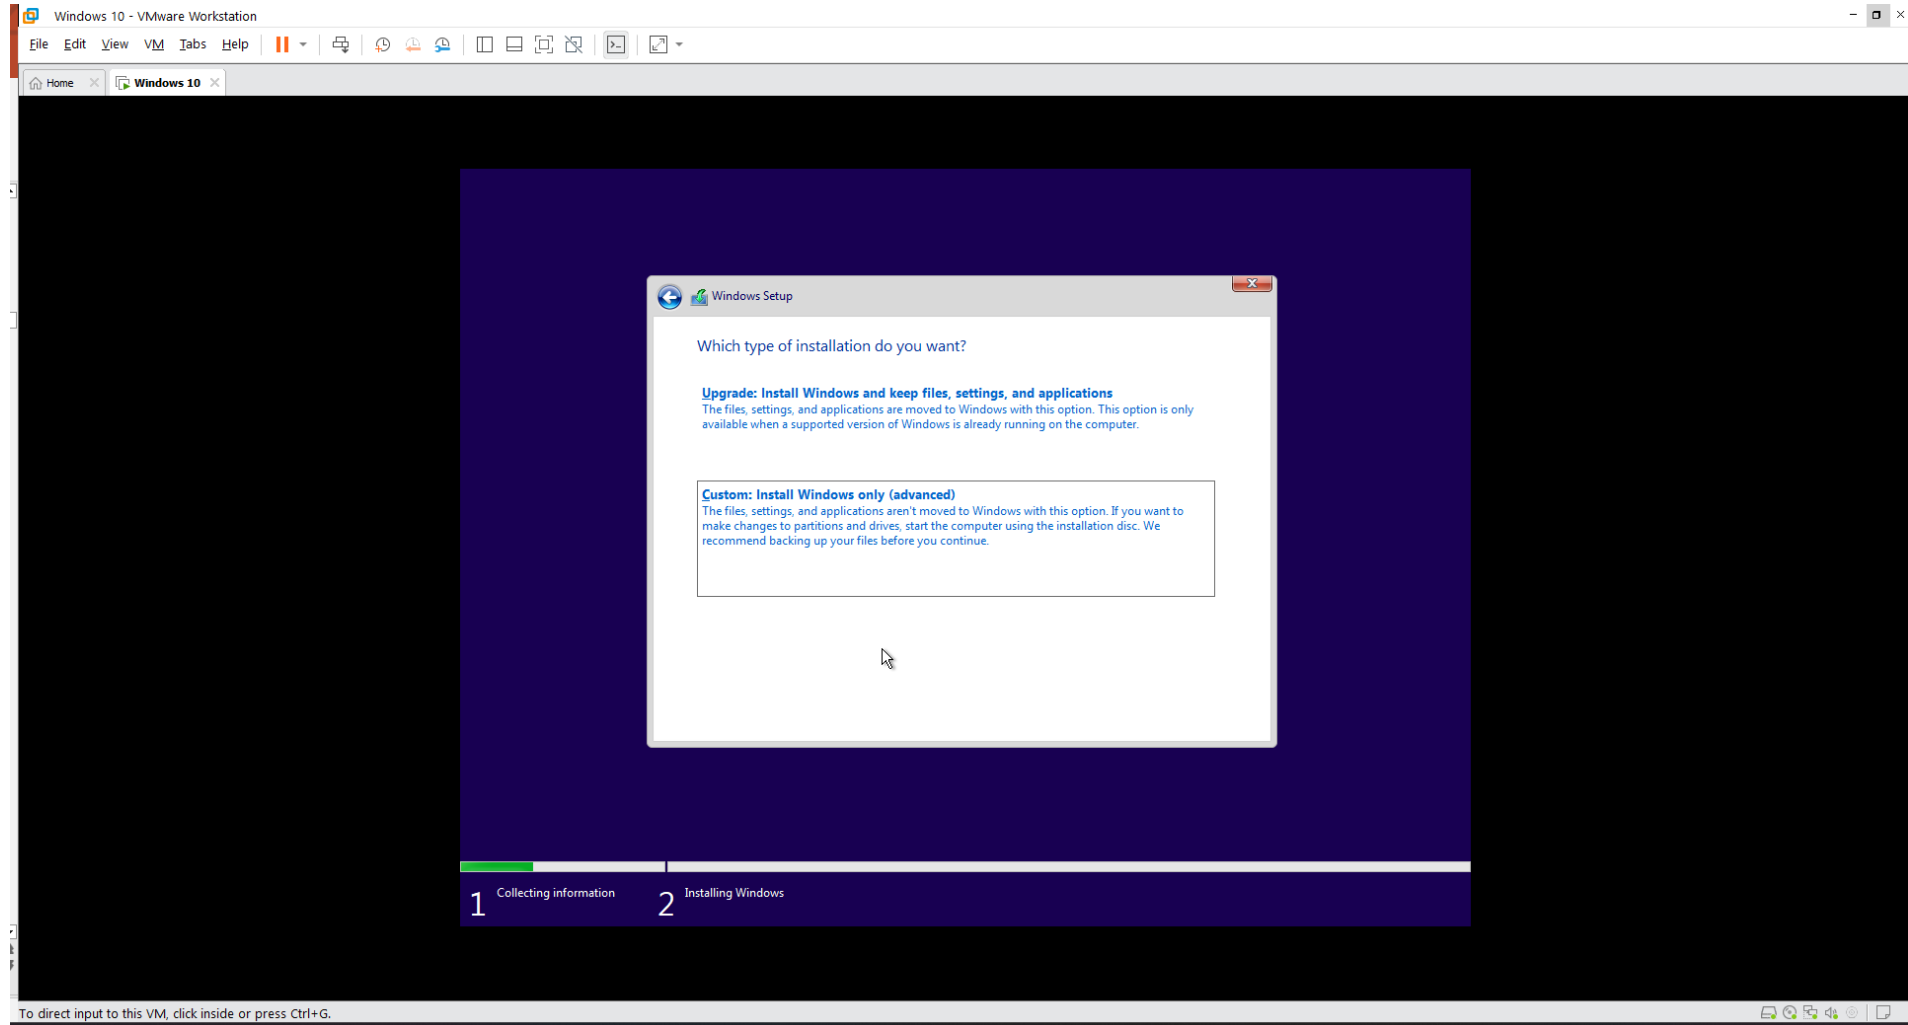 Windows 10 - VMware Workstation
File Edit View VM Tabs Help
Home Windows 10
Windows Setup
Which type of installation do you want?
Upgrade: Install Windows and keep files, settings, and applications
The files, settings, and applications are moved to Windows with this option. This option is only
available when a supported version of Windows is already running on the computer.
Custom: Install Windows only (advanced)
The files, settings, and applications aren't moved to Windows with this option. If you want to
make changes to partitions and drives, start the computer using the installation disc. We
recommend backing up your files before you continue.
1 Collecting information 2 Installing Windows
To direct input to this VM, click inside or press Ctrl+G.